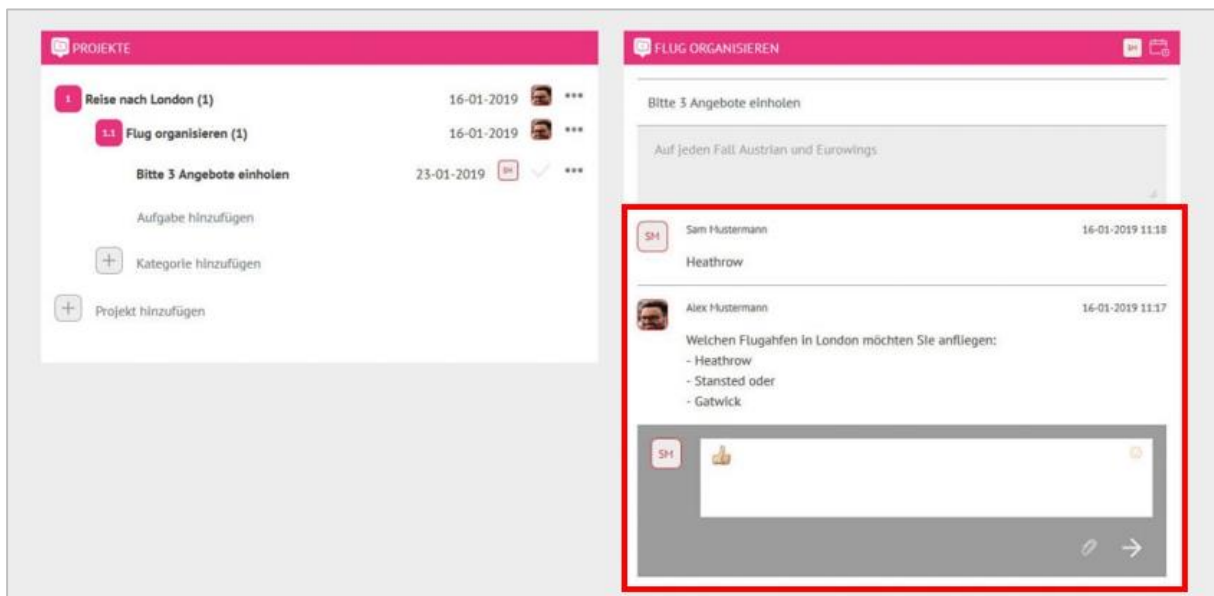 PROJEKTE
1 Reise nach London (1) 16-01-2019
1.1 Flug organisieren (1) 16-01-2019
Bitte 3 Angebote einholen 23-01-2019 SM
Aufgabe hinzufügen
+ Kategorie hinzufügen
+ Projekt hinzufügen
FLUG ORGANISIEREN SM
Bitte 3 Angebote einholen
Auf jeden Fall Austrian und Eurowings
SM Sam Mustermann 16-01-2019 11:18
Heathrow
Alex Mustermann 16-01-2019 11:17
Welchen Flugahfen in London möchten Sie anfliegen:
- Heathrow
- Stansted oder
- Gatwick
SM 👍